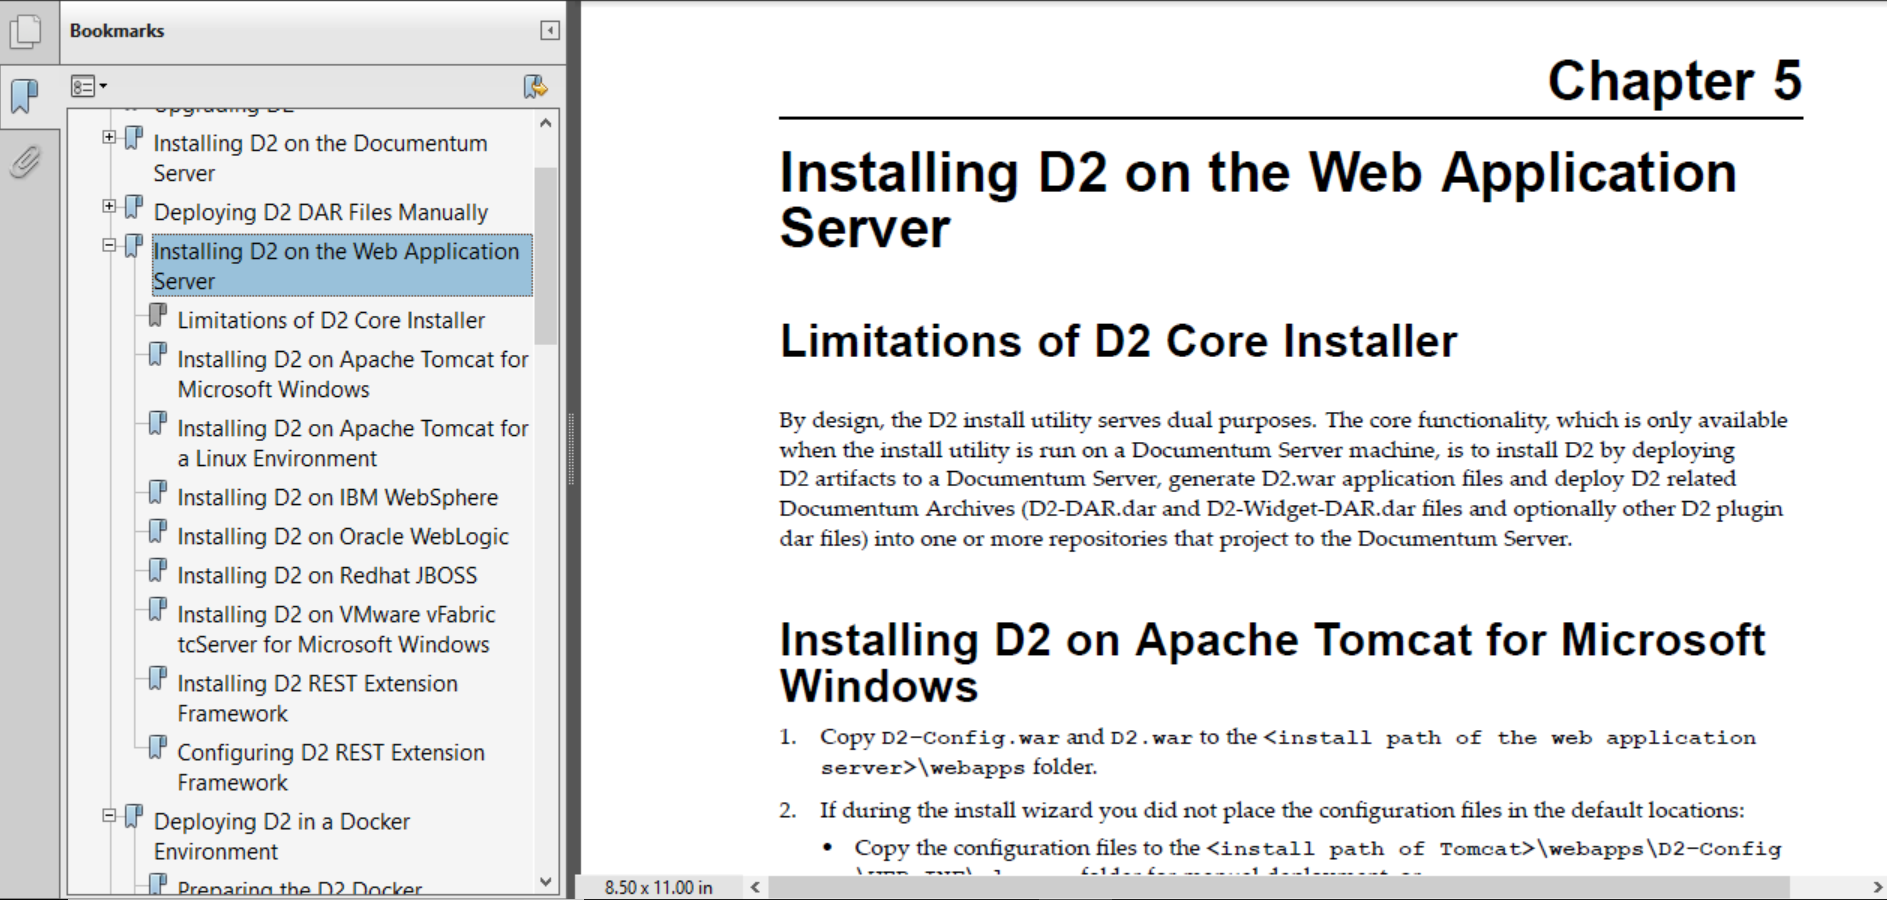 Bookmarks
Upgrading D2
Installing D2 on the Documentum
Server
Deploying D2 DAR Files Manually
Installing D2 on the Web Application
Server
Limitations of D2 Core Installer
Installing D2 on Apache Tomcat for
Microsoft Windows
Installing D2 on Apache Tomcat for
a Linux Environment
Installing D2 on IBM WebSphere
Installing D2 on Oracle WebLogic
Installing D2 on Redhat JBOSS
Installing D2 on VMware vFabric
tcServer for Microsoft Windows
Installing D2 REST Extension
Framework
Configuring D2 REST Extension
Framework
Deploying D2 in a Docker
Environment
Preparing the D2 Docker
Chapter 5
Installing D2 on the Web Application
Server
Limitations of D2 Core Installer
By design, the D2 install utility serves dual purposes. The core functionality, which is only available
when the install utility is run on a Documentum Server machine, is to install D2 by deploying
D2 artifacts to a Documentum Server, generate D2.war application files and deploy D2 related
Documentum Archives (D2-DAR.dar and D2-Widget-DAR.dar files and optionally other D2 plugin
dar files) into one or more repositories that project to the Documentum Server.
Installing D2 on Apache Tomcat for Microsoft
Windows
1. Copy D2-Config.war and D2.war to the <install path of the web application
server>\webapps folder.
2. If during the install wizard you did not place the configuration files in the default locations:
• Copy the configuration files to the <install path of Tomcat>\webapps\D2-Config
folder for manual deployment, or
8.50 x 11.00 in